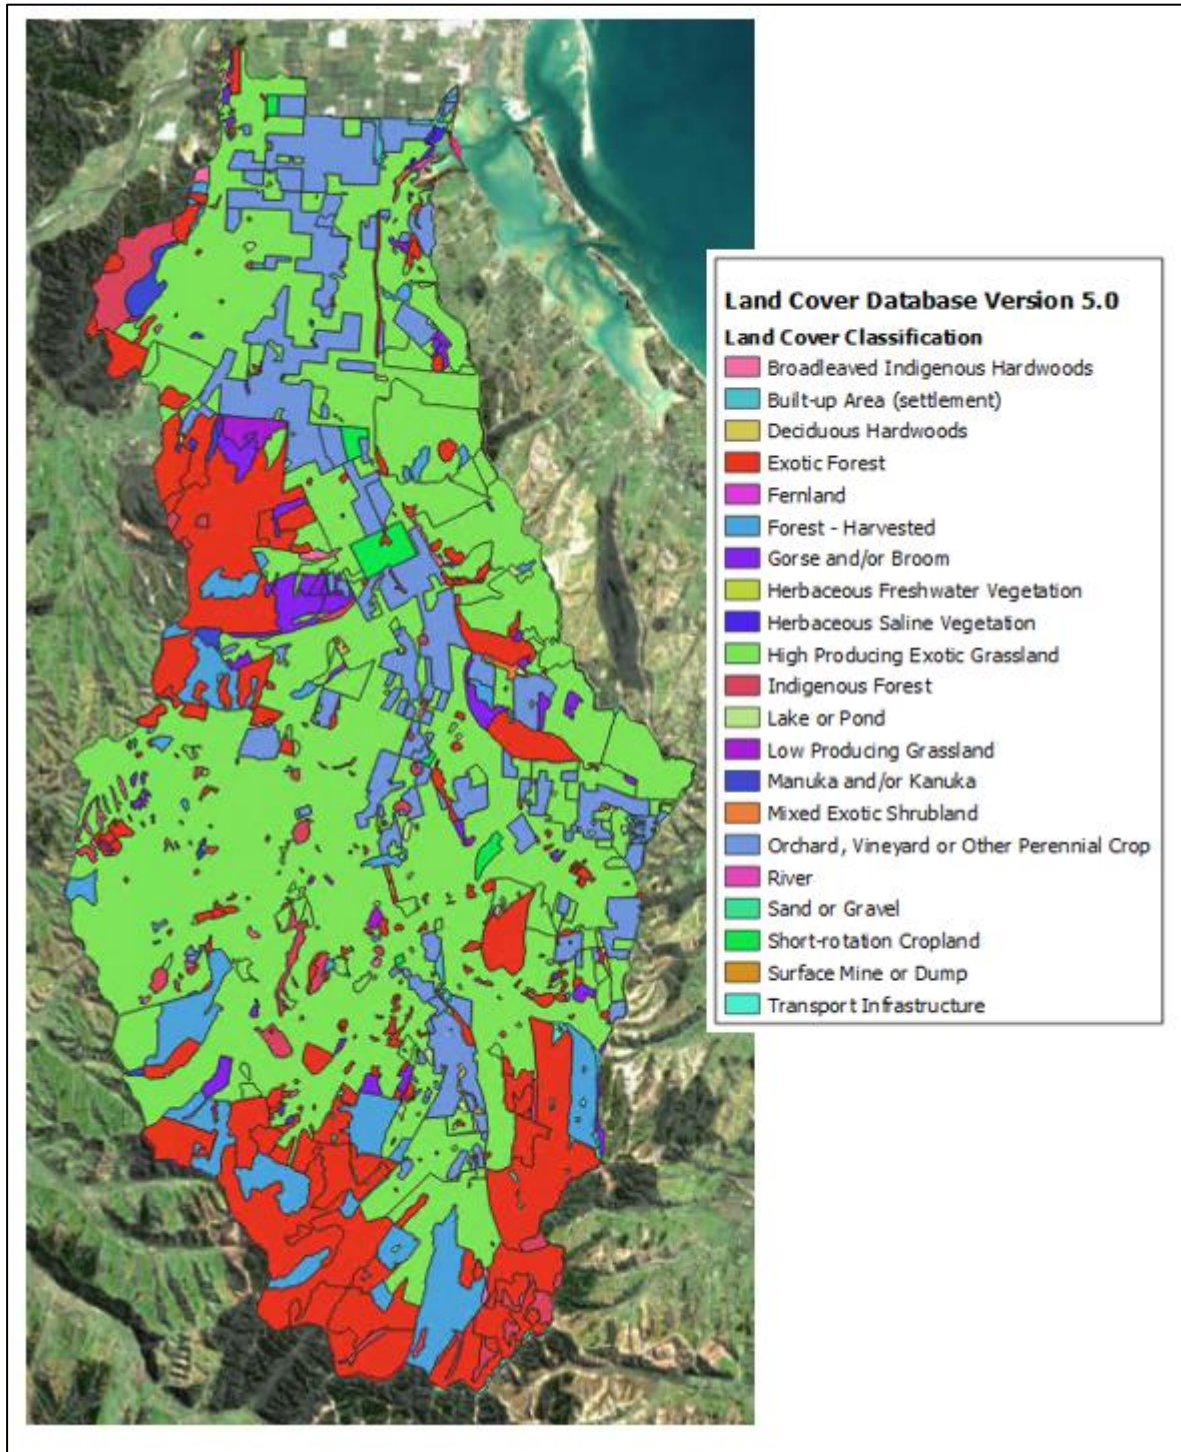 Land Cover Database Version 5.0
Land Cover Classification
Broadleaved Indigenous Hardwoods
Built-up Area (settlement)
Deciduous Hardwoods
Exotic Forest
Fernland
Forest - Harvested
Gorse and/or Broom
Herbaceous Freshwater Vegetation
Herbaceous Saline Vegetation
High Producing Exotic Grassland
Indigenous Forest
Lake or Pond
Low Producing Grassland
Manuka and/or Kanuka
Mixed Exotic Shrubland
Orchard, Vineyard or Other Perennial Crop
River
Sand or Gravel
Short-rotation Cropland
Surface Mine or Dump
Transport Infrastructure